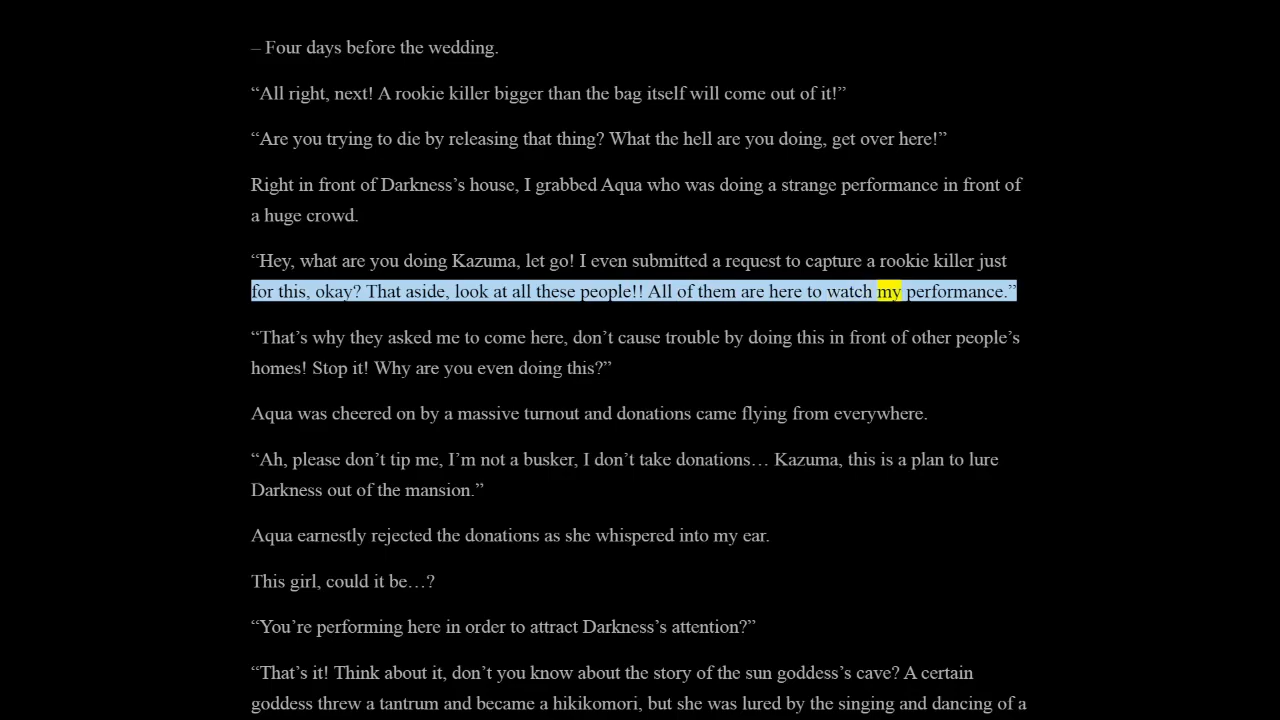 – Four days before the wedding.
“All right, next! A rookie killer bigger than the bag itself will come out of it!”
“Are you trying to die by releasing that thing? What the hell are you doing, get over here!”
Right in front of Darkness’s house, I grabbed Aqua who was doing a strange performance in front of
a huge crowd.
“Hey, what are you doing Kazuma, let go! I even submitted a request to capture a rookie killer just
for this, okay? That aside, look at all these people!! All of them are here to watch my performance.”
“That’s why they asked me to come here, don’t cause trouble by doing this in front of other people’s
homes! Stop it! Why are you even doing this?”
Aqua was cheered on by a massive turnout and donations came flying from everywhere.
“Ah, please don’t tip me, I’m not a busker, I don’t take donations… Kazuma, this is a plan to lure
Darkness out of the mansion.”
Aqua earnestly rejected the donations as she whispered into my ear.
This girl, could it be…?
“You’re performing here in order to attract Darkness’s attention?”
“That’s it! Think about it, don’t you know about the story of the sun goddess’s cave? A certain
goddess threw a tantrum and became a hikikomori, but she was lured by the singing and dancing of a